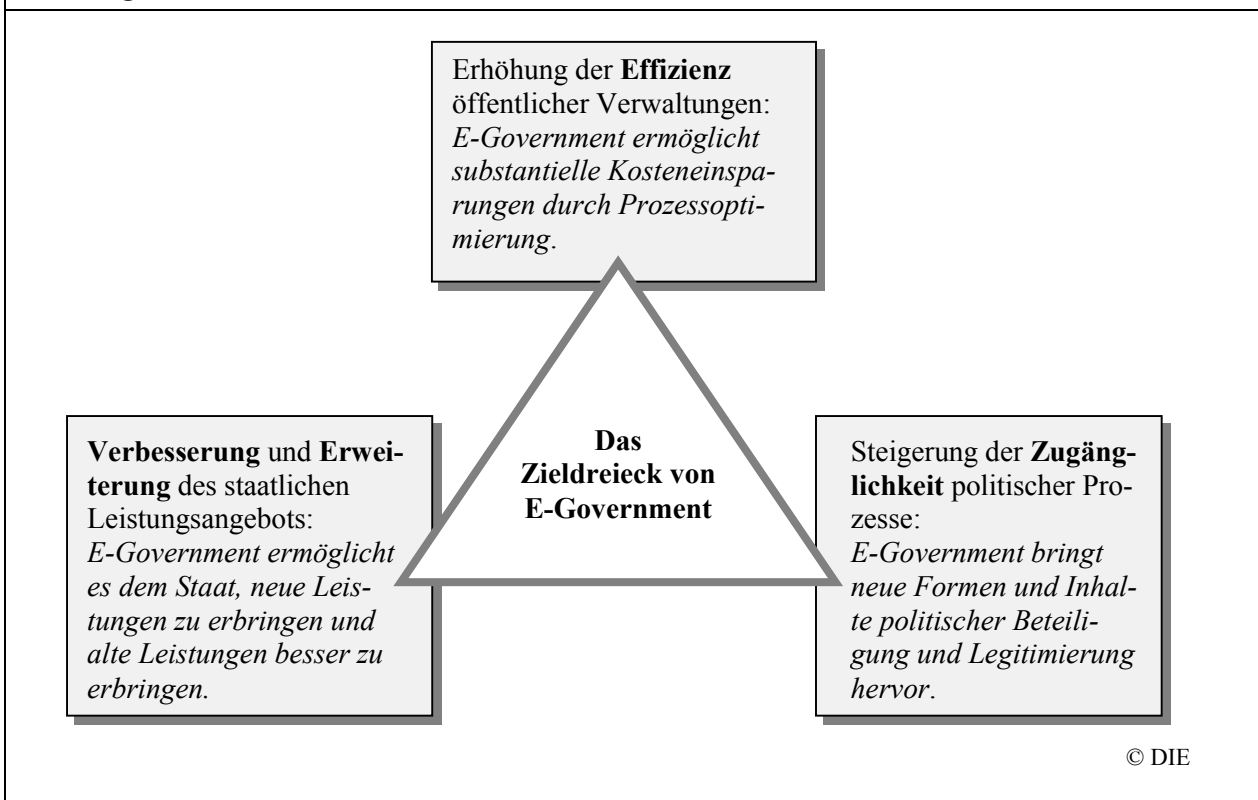 Erhöhung der Effizienz
öffentlicher Verwaltungen:
E-Government ermöglicht
substantielle Kosteneinspa-
rungen durch Prozessopti-
mierung.
Das
Zieldreieck von
E-Government
Verbesserung und Erwei-
terung des staatlichen
Leistungsangebots:
E-Government ermöglicht
es dem Staat, neue Leis-
tungen zu erbringen und
alte Leistungen besser zu
erbringen.
Steigerung der Zugäng-
lichkeit politischer Pro-
zesse:
E-Government bringt
neue Formen und Inhal-
te politischer Beteili-
gung und Legitimierung
hervor.
© DIE